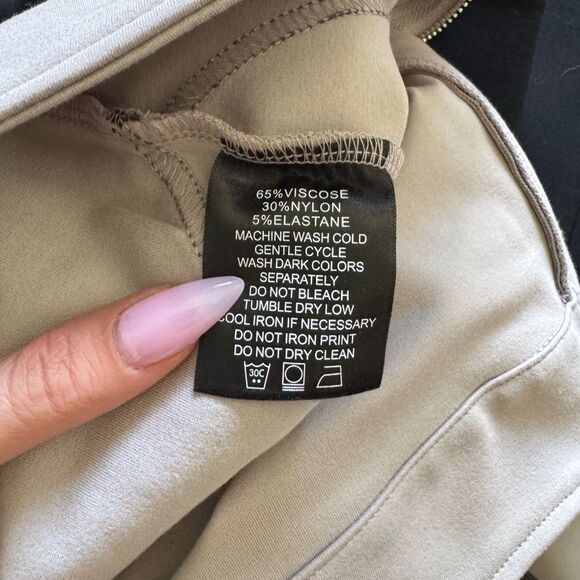 65%VISCOSE
30%NYLON
5%ELASTANE
MACHINE WASH COLD
GENTLE CYCLE
WASH DARK COLORS
SEPARATELY
DO NOT BLEACH
TUMBLE DRY LOW
COOL IRON IF NECESSARY
DO NOT IRON PRINT
DO NOT DRY CLEAN
30C